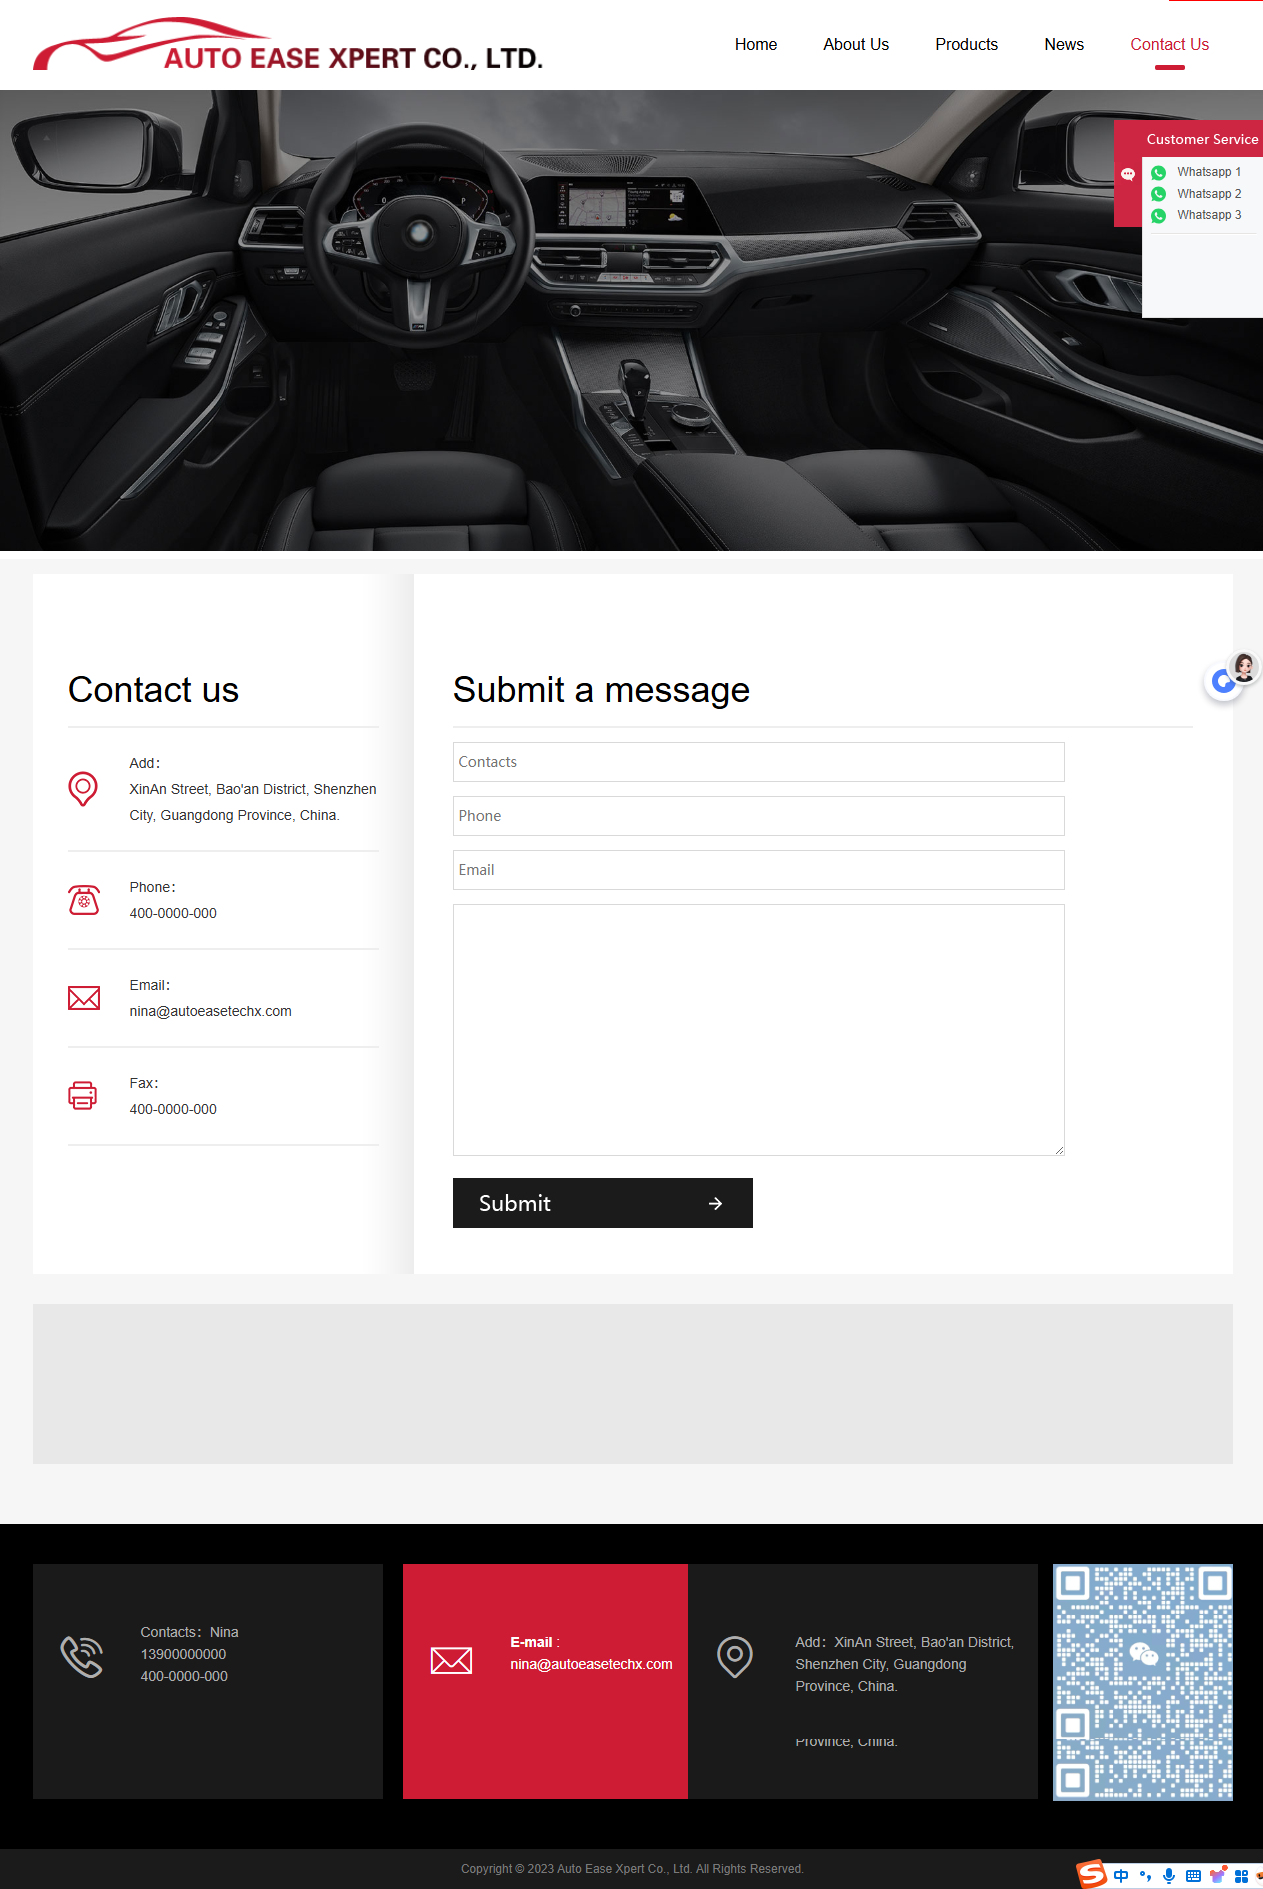 AUTO EASE XPERT CO., LTD.
Home
About Us
Products
News
Contact Us
Customer Service
Whatsapp 1
Whatsapp 2
Whatsapp 3
Contact us
Add：
XinAn Street, Bao'an District, Shenzhen
City, Guangdong Province, China.
Phone：
400-0000-000
Email：
nina@autoeasetechx.com
Fax：
400-0000-000
Submit a message
Contacts
Phone
Email
Submit
Contacts：Nina
13900000000
400-0000-000
E-mail :
nina@autoeasetechx.com
Add：XinAn Street, Bao'an District,
Shenzhen City, Guangdong
Province, China.
Province, China.
Copyright © 2023 Auto Ease Xpert Co., Ltd. All Rights Reserved.
中